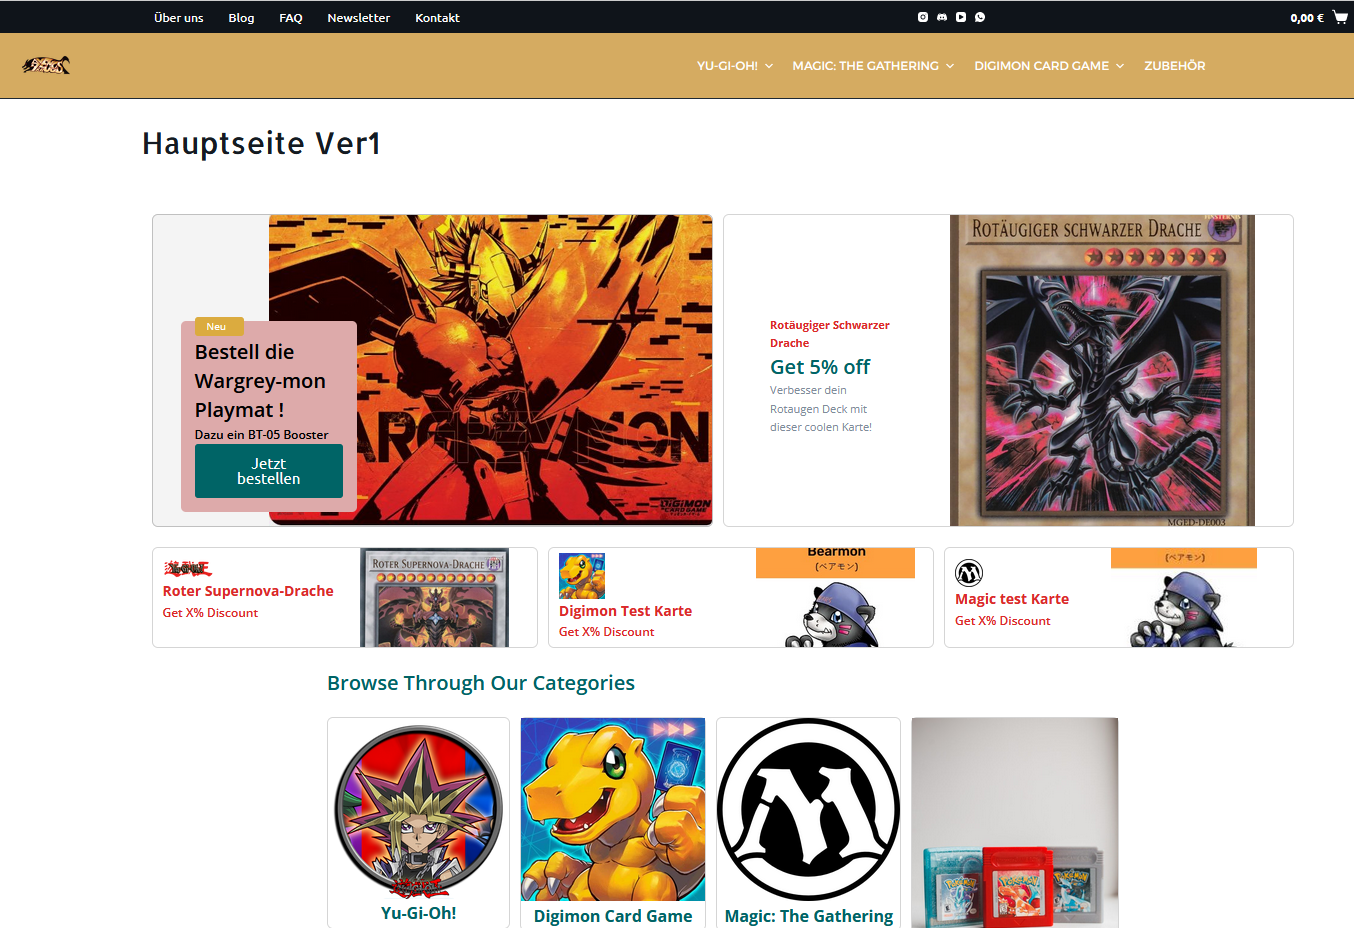 Über uns Blog FAQ Newsletter Kontakt
0,00 €
YU-GI-OH! MAGIC: THE GATHERING DIGIMON CARD GAME ZUBEHÖR
Hauptseite Ver1
Neu
Bestell die
Wargrey-mon
Playmat !
Dazu ein BT-05 Booster
Jetzt
bestellen
DIGIMON
CARD GAME
Rotäugiger Schwarzer
Drache
Get 5% off
Verbesser dein
Rotaugen Deck mit
dieser coolen Karte!
ROTÄUGIGER SCHWARZER DRACHE
MGED-DE003
Roter Supernova-Drache
Get X% Discount
ROTER SUPERNOVA-DRACHE
Digimon Test Karte
Get X% Discount
Bearmon
(ベアモン)
Magic test Karte
Get X% Discount
(ベアモン)
Browse Through Our Categories
Yu-Gi-Oh!
Digimon Card Game
Magic: The Gathering
Pokémon
Pokémon
Pokémon